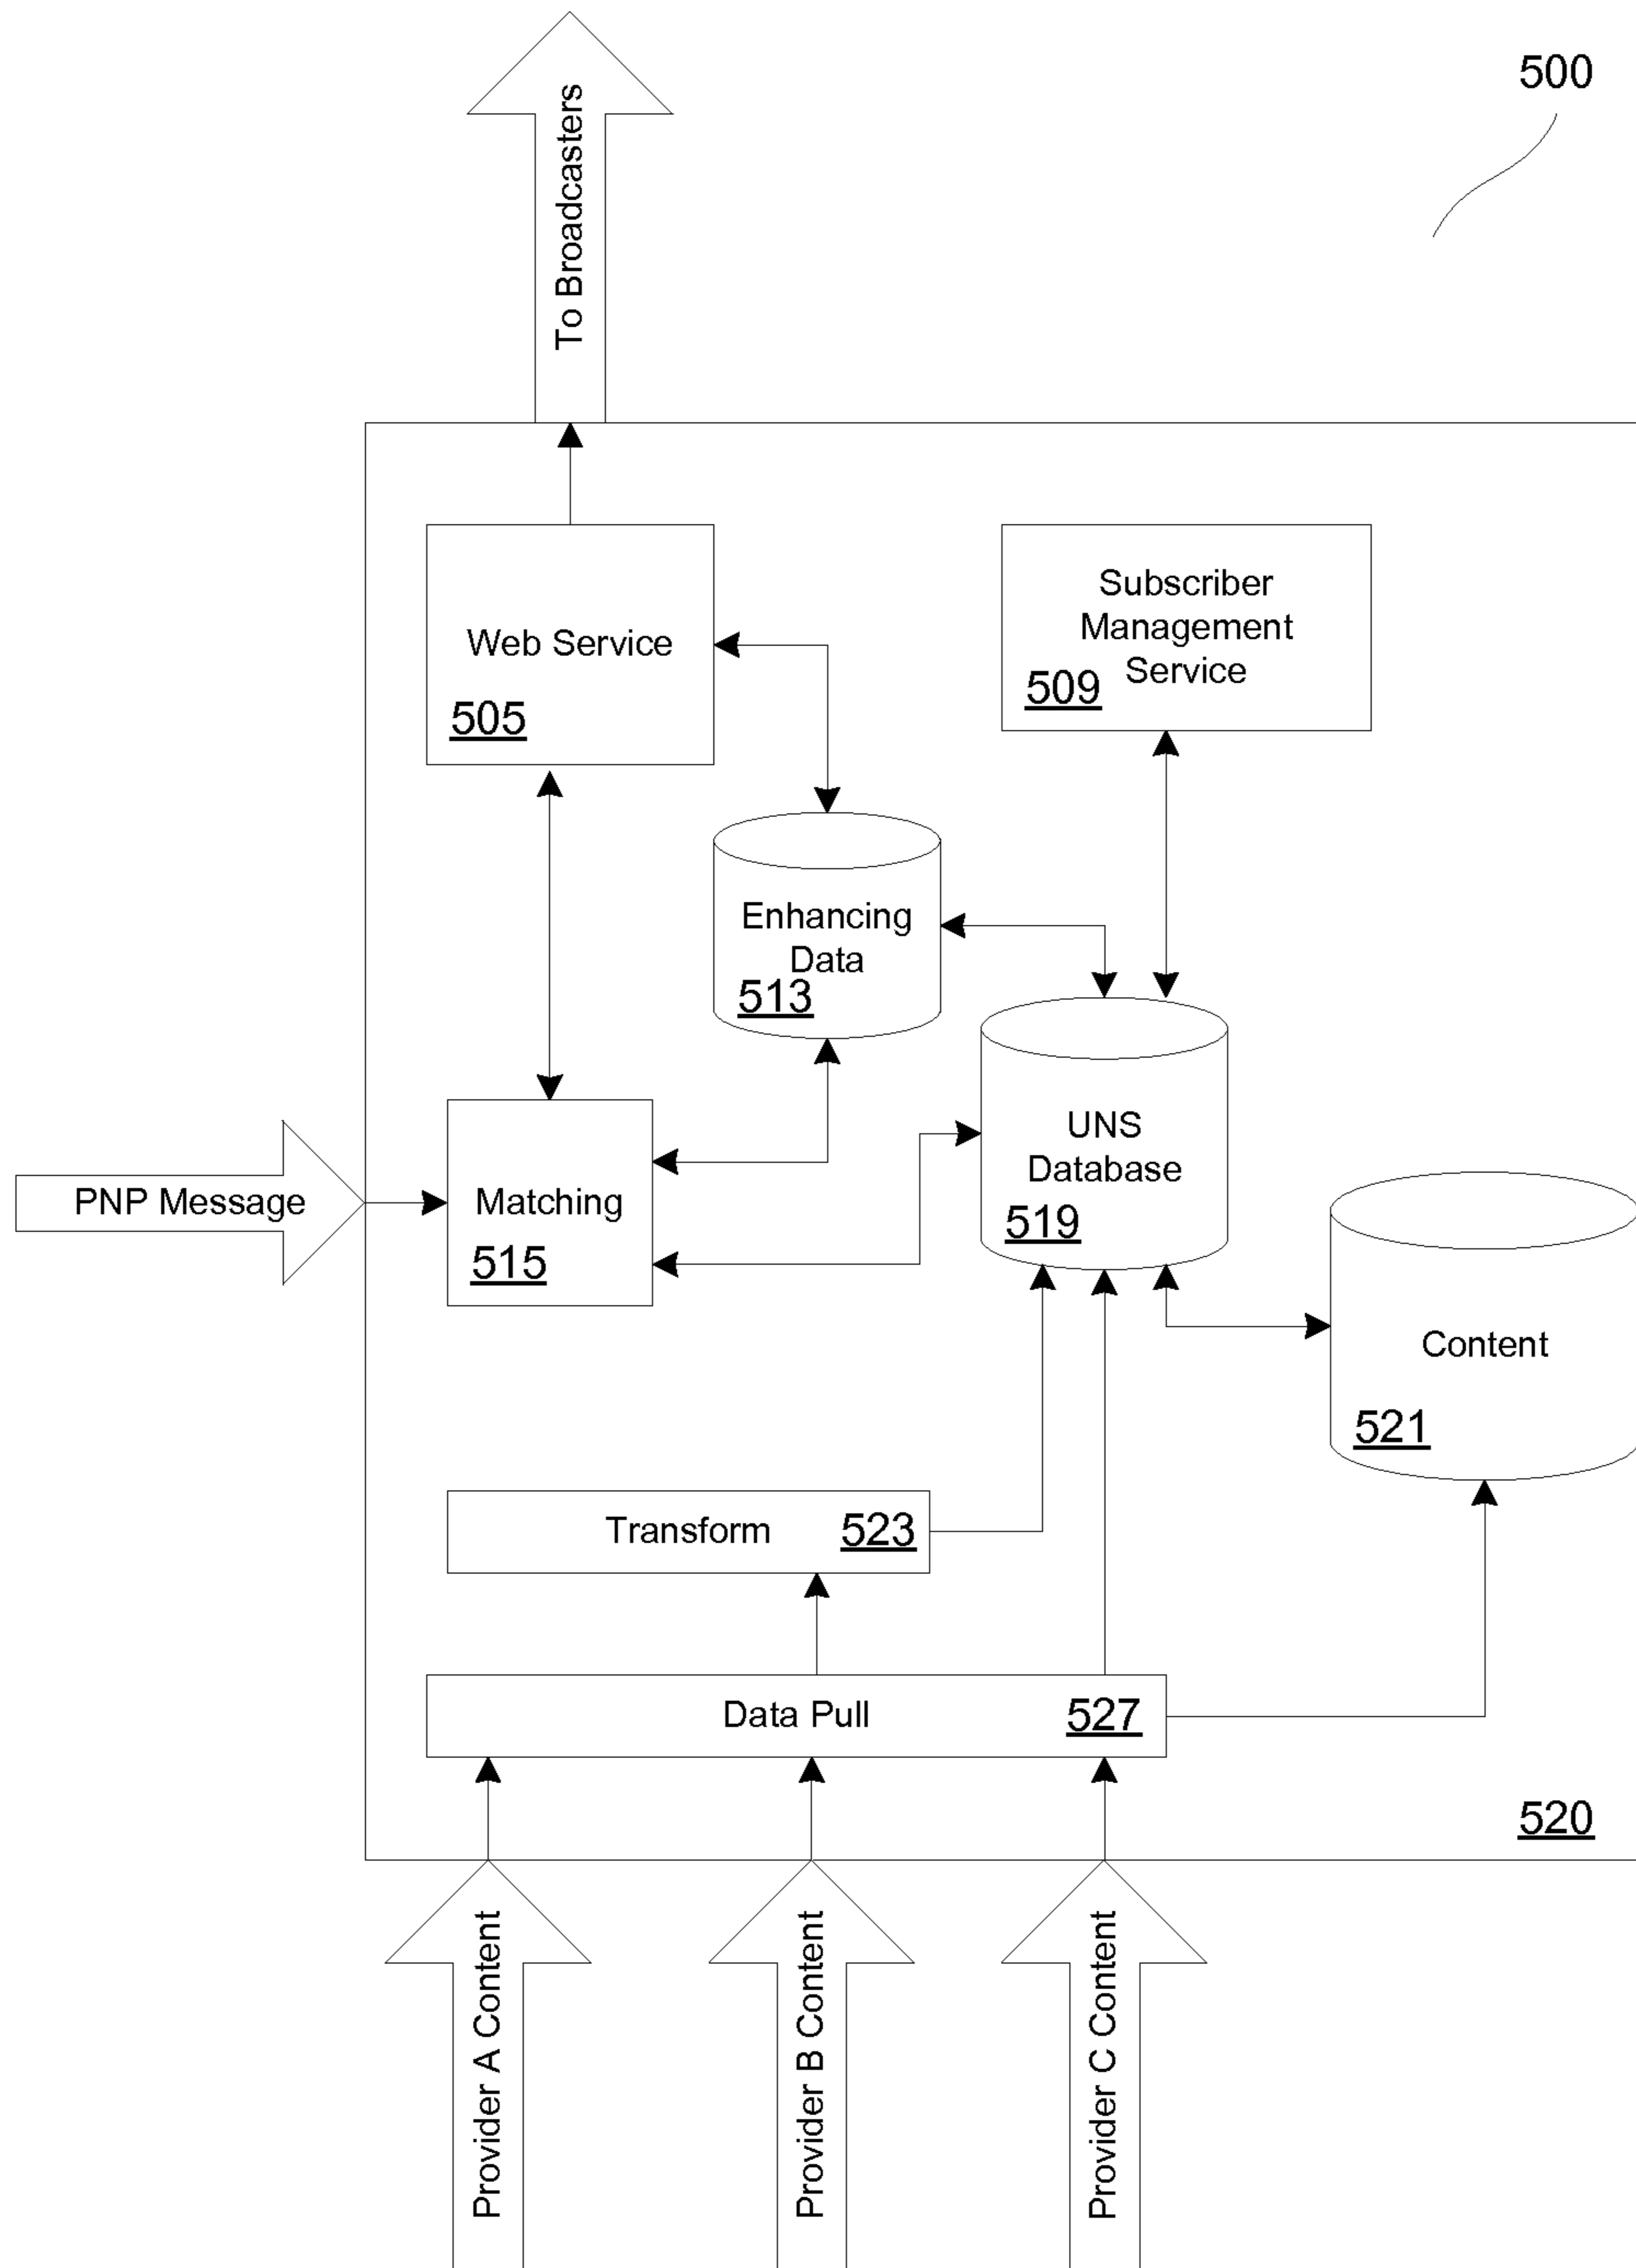 500
To Broadcasters
Web Service
505
Subscriber
Management
Service
509
Enhancing
Data
513
UNS
Database
519
PNP Message
Matching
515
Content
521
Transform
523
Data Pull
527
520
Provider A Content
Provider B Content
Provider C Content